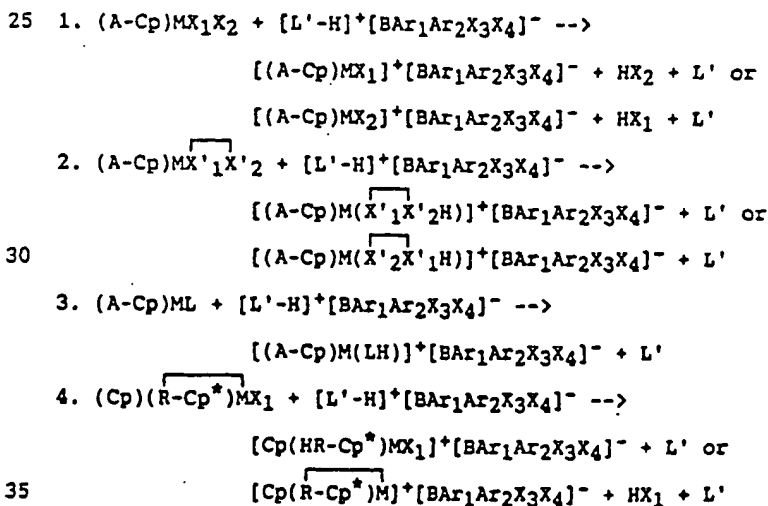 25 1. (A-Cp)MX₁X₂ + [L'-H]⁺[BAr₁Ar₂X₃X₄]⁻ -->
[(A-Cp)MX₁]⁺[BAr₁Ar₂X₃X₄]⁻ + HX₂ + L' or
[(A-Cp)MX₂]⁺[BAr₁Ar₂X₃X₄]⁻ + HX₁ + L'
2. (A-Cp)MX'₁X'₂ + [L'-H]⁺[BAr₁Ar₂X₃X₄]⁻ -->
[(A-Cp)M(X'₁X'₂H)]⁺[BAr₁Ar₂X₃X₄]⁻ + L' or
30 [(A-Cp)M(X'₂X'₁H)]⁺[BAr₁Ar₂X₃X₄]⁻ + L'
3. (A-Cp)ML + [L'-H]⁺[BAr₁Ar₂X₃X₄]⁻ -->
[(A-Cp)M(LH)]⁺[BAr₁Ar₂X₃X₄]⁻ + L'
4. (Cp)(R-Cp*)MX₁ + [L'-H]⁺[BAr₁Ar₂X₃X₄]⁻ -->
[Cp(HR-Cp*)MX₁]⁺[BAr₁Ar₂X₃X₄]⁻ + L' or
35 [Cp(R-Cp*)M]⁺[BAr₁Ar₂X₃X₄]⁻ + HX₁ + L'